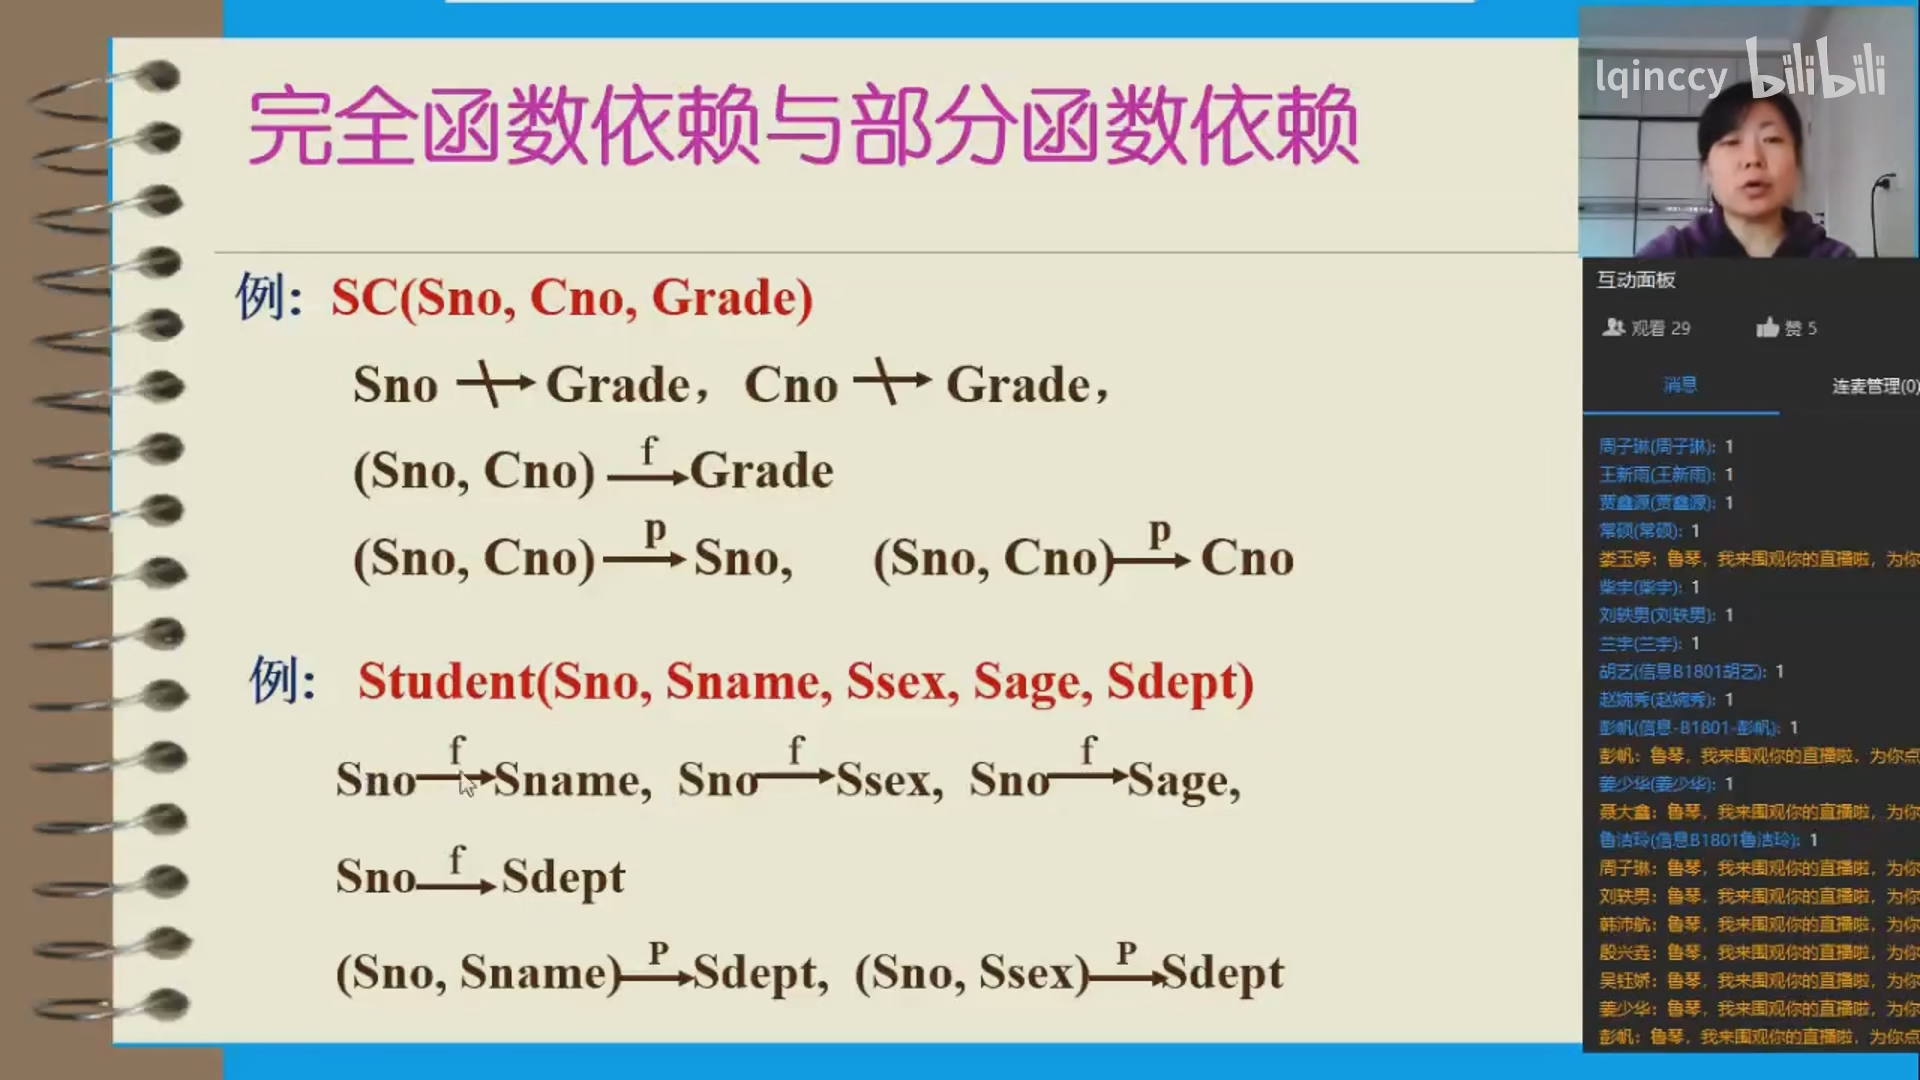 完全函数依赖与部分函数依赖
例: SC(Sno, Cno, Grade)
Sno Grade, Cno Grade,
f
(Sno, Cno) Grade
p p
(Sno, Cno) Sno, (Sno, Cno) Cno
例: Student(Sno, Sname, Ssex, Sage, Sdept)
f f f
Sno Sname, Sno Ssex, Sno Sage,
f
Sno Sdept
P P
(Sno, Sname) Sdept, (Sno, Ssex) Sdept
lqinccy bilibili
互动面板
观看 29 赞 5
消息 连麦管理(0)
周子琳(周子琳): 1
王新雨(王新雨): 1
贾鑫源(贾鑫源): 1
常硕(常硕): 1
娄玉婷: 鲁琴, 我来围观你的直播啦, 为你
柴宇(柴宇): 1
刘轶男(刘轶男): 1
兰宇(兰宇): 1
胡艺(信息B1801胡艺): 1
赵婉秀(赵婉秀): 1
彭帆(信息-B1801-彭帆): 1
彭帆: 鲁琴, 我来围观你的直播啦, 为你点
姜少华(姜少华): 1
聂大鑫: 鲁琴, 我来围观你的直播啦, 为你
鲁洁玲(信息B1801鲁洁玲): 1
周子琳: 鲁琴, 我来围观你的直播啦, 为你
刘轶男: 鲁琴, 我来围观你的直播啦, 为你
韩沛航: 鲁琴, 我来围观你的直播啦, 为你
殷兴垚: 鲁琴, 我来围观你的直播啦, 为你
吴钰娇: 鲁琴, 我来围观你的直播啦, 为你
姜少华: 鲁琴, 我来围观你的直播啦, 为你
彭帆: 鲁琴, 我来围观你的直播啦, 为你点